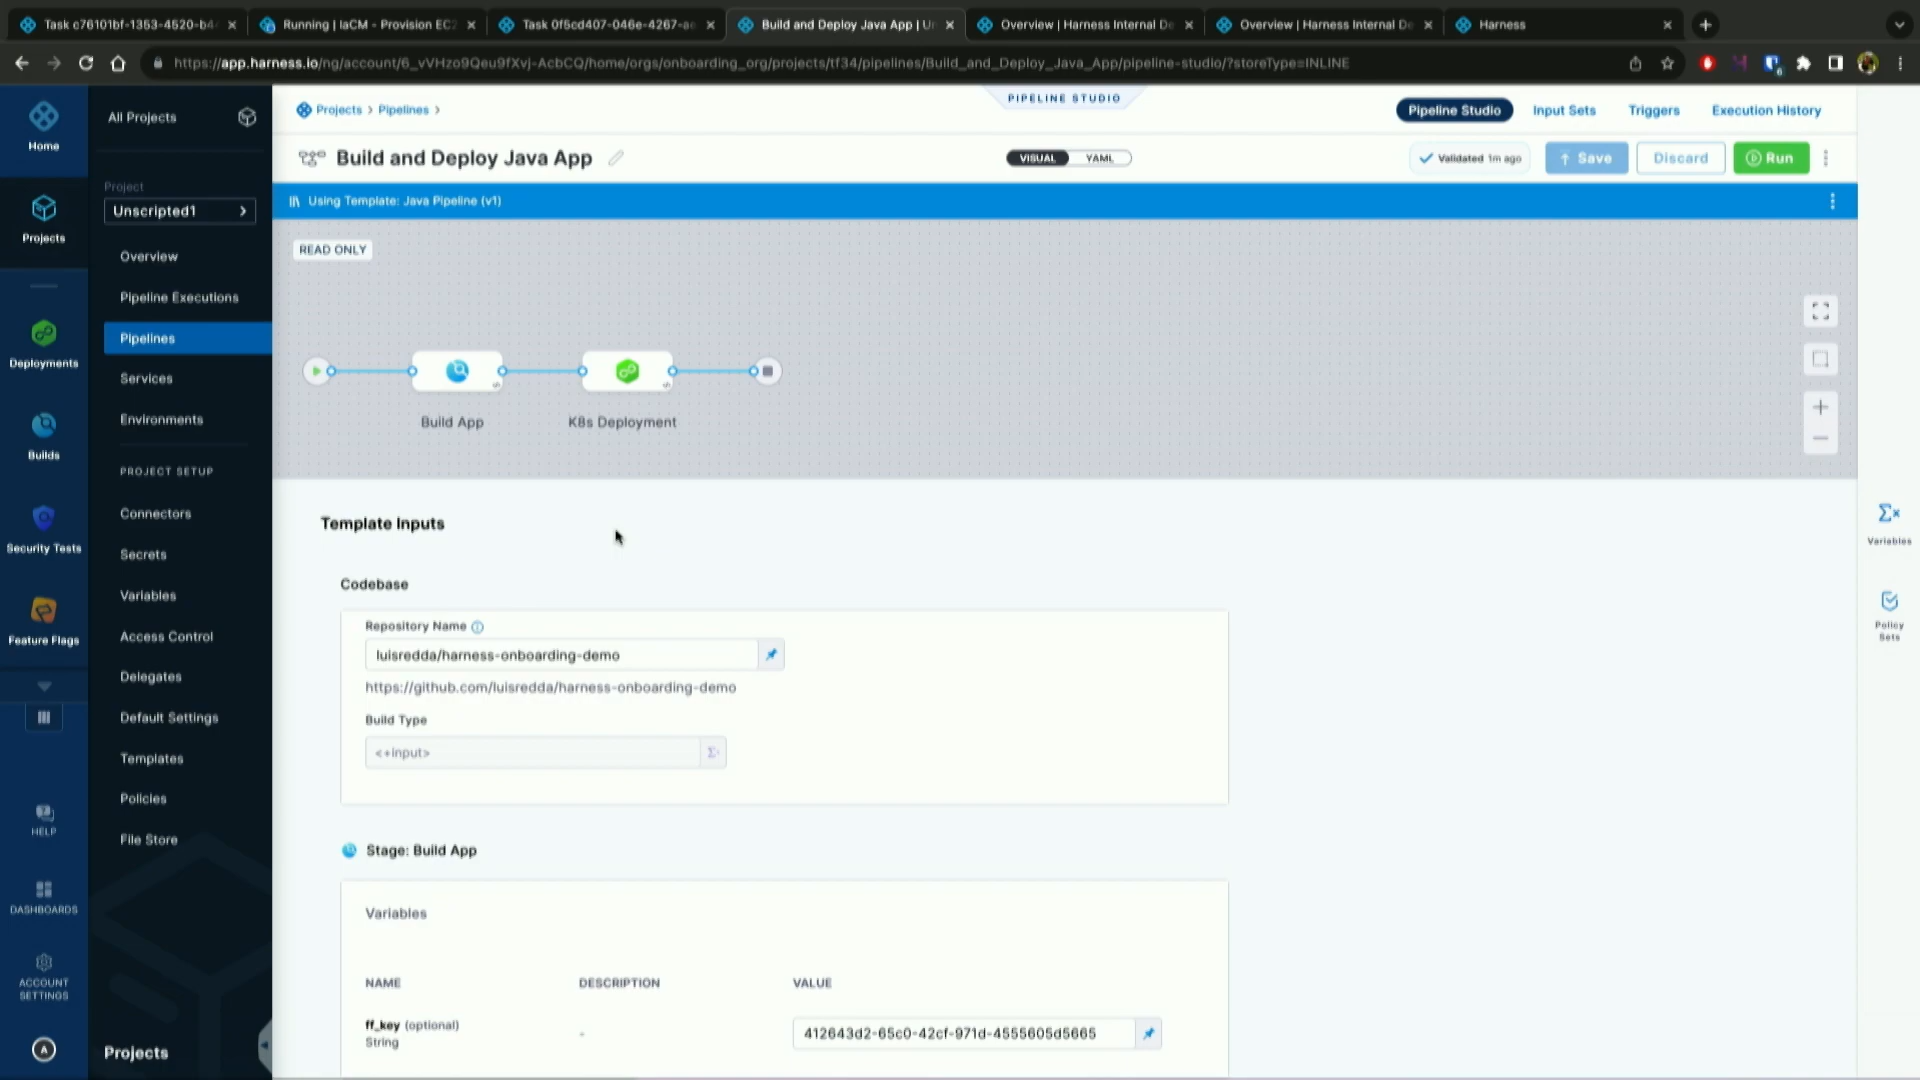 Task c76101bf-1353-4520-b4
Running | IaCM - Provision EC2
Task 0f5cd407-046e-4267-ae
Build and Deploy Java App | Un
Overview | Harness Internal De
Overview | Harness Internal De
Harness
https://app.harness.io/ng/account/6_vVHzo9Qeu9fXvj-AcbCQ/home/orgs/onboarding_org/projects/tf34/pipelines/Build_and_Deploy_Java_App/pipeline-studio/?storeType=INLINE
Home
Projects
Deployments
Builds
Security Tests
Feature Flags
HELP
DASHBOARDS
ACCOUNT
SETTINGS
A
All Projects
Project
Unscripted1
Overview
Pipeline Executions
Pipelines
Services
Environments
PROJECT SETUP
Connectors
Secrets
Variables
Access Control
Delegates
Default Settings
Templates
Policies
File Store
Projects
Projects > Pipelines >
PIPELINE STUDIO
Pipeline Studio
Input Sets
Triggers
Execution History
Build and Deploy Java App
VISUAL
YAML
Validated 1m ago
Save
Discard
Run
Using Template: Java Pipeline (v1)
READ ONLY
Build App
K8s Deployment
Template Inputs
Codebase
Repository Name
luisredda/harness-onboarding-demo
https://github.com/luisredda/harness-onboarding-demo
Build Type
<+input>
Stage: Build App
Variables
NAME
DESCRIPTION
VALUE
ff_key (optional)
String
-
412643d2-65c0-42cf-971d-4555605d5665
Variables
Policy
Sets